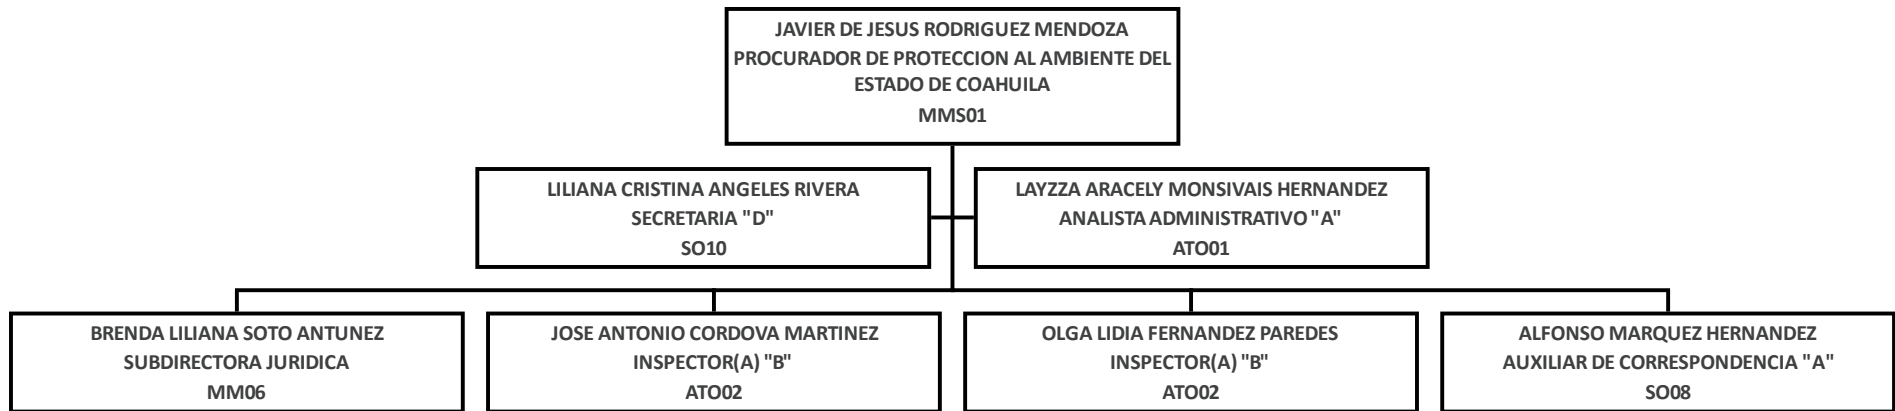 JAVIER DE JESUS RODRIGUEZ MENDOZA
PROCURADOR DE PROTECCION AL AMBIENTE DEL
ESTADO DE COAHUILA
MMS01
LILIANA CRISTINA ANGELES RIVERA
SECRETARIA "D"
SO10
LAYZZA ARACELY MONSIVAIS HERNANDEZ
ANALISTA ADMINISTRATIVO "A"
ATO01
BRENDA LILIANA SOTO ANTUNEZ
SUBDIRECTORA JURIDICA
MM06
JOSE ANTONIO CORDOVA MARTINEZ
INSPECTOR(A) "B"
ATO02
OLGA LIDIA FERNANDEZ PAREDES
INSPECTOR(A) "B"
ATO02
ALFONSO MARQUEZ HERNANDEZ
AUXILIAR DE CORRESPONDENCIA "A"
SO08